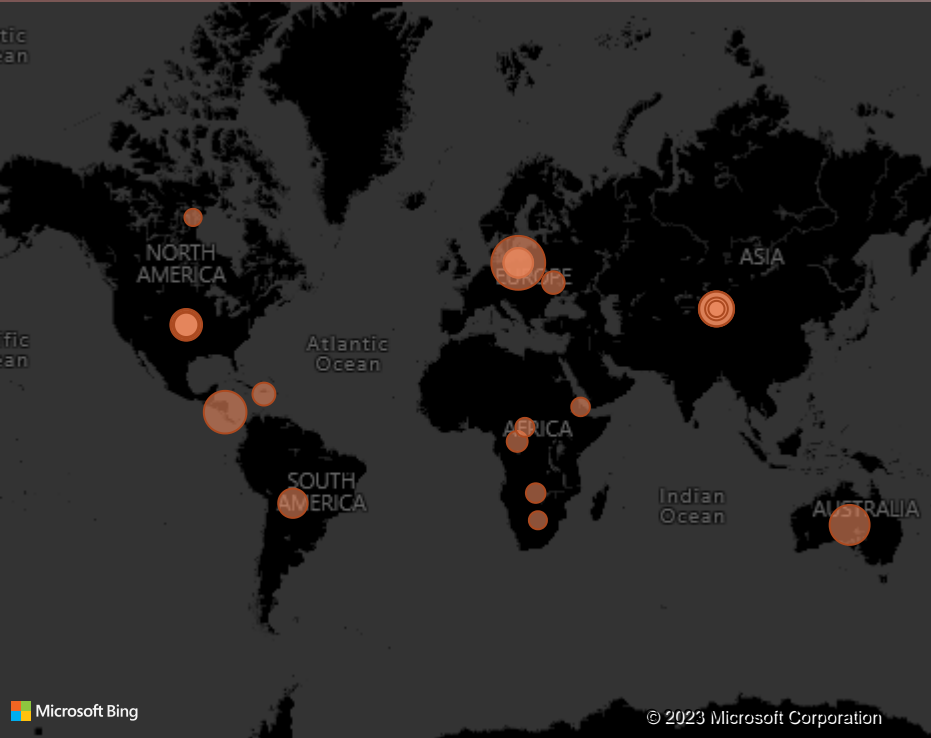 tic
ean
NORTH
AMERICA
EUROPE
ASIA
fic
ean
Atlantic
Ocean
AFRICA
SOUTH
AMERICA
Indian
Ocean
AUSTRALIA
Microsoft Bing
© 2023 Microsoft Corporation